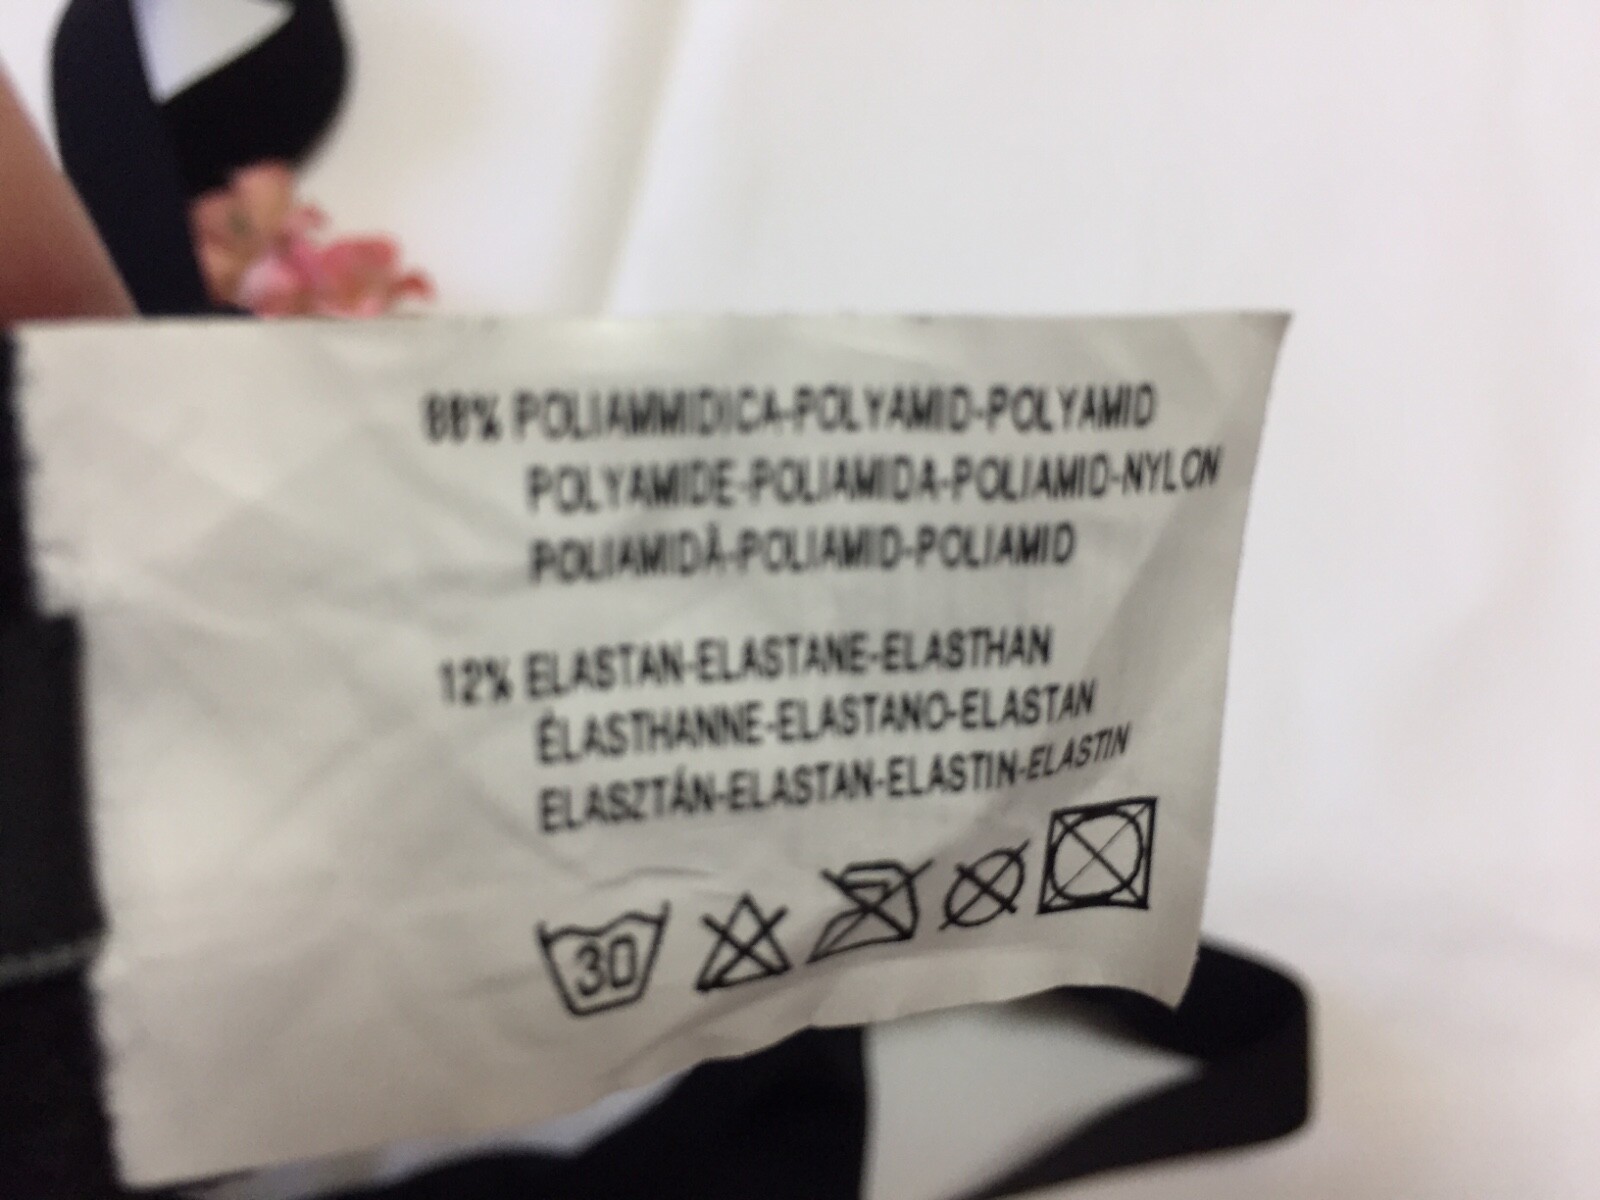 88% POLIAMMIDICA-POLYAMID-POLYAMID
POLYAMIDE-POLIAMIDA-POLIAMID-NYLON
POLIAMIDĂ-POLIAMID-POLIAMID
12% ELASTAN-ELASTANE-ELASTHAN
ÉLASTHANNE-ELASTANO-ELASTAN
ELASZTÁN-ELASTAN-ELASTIN-ELASTIN
30